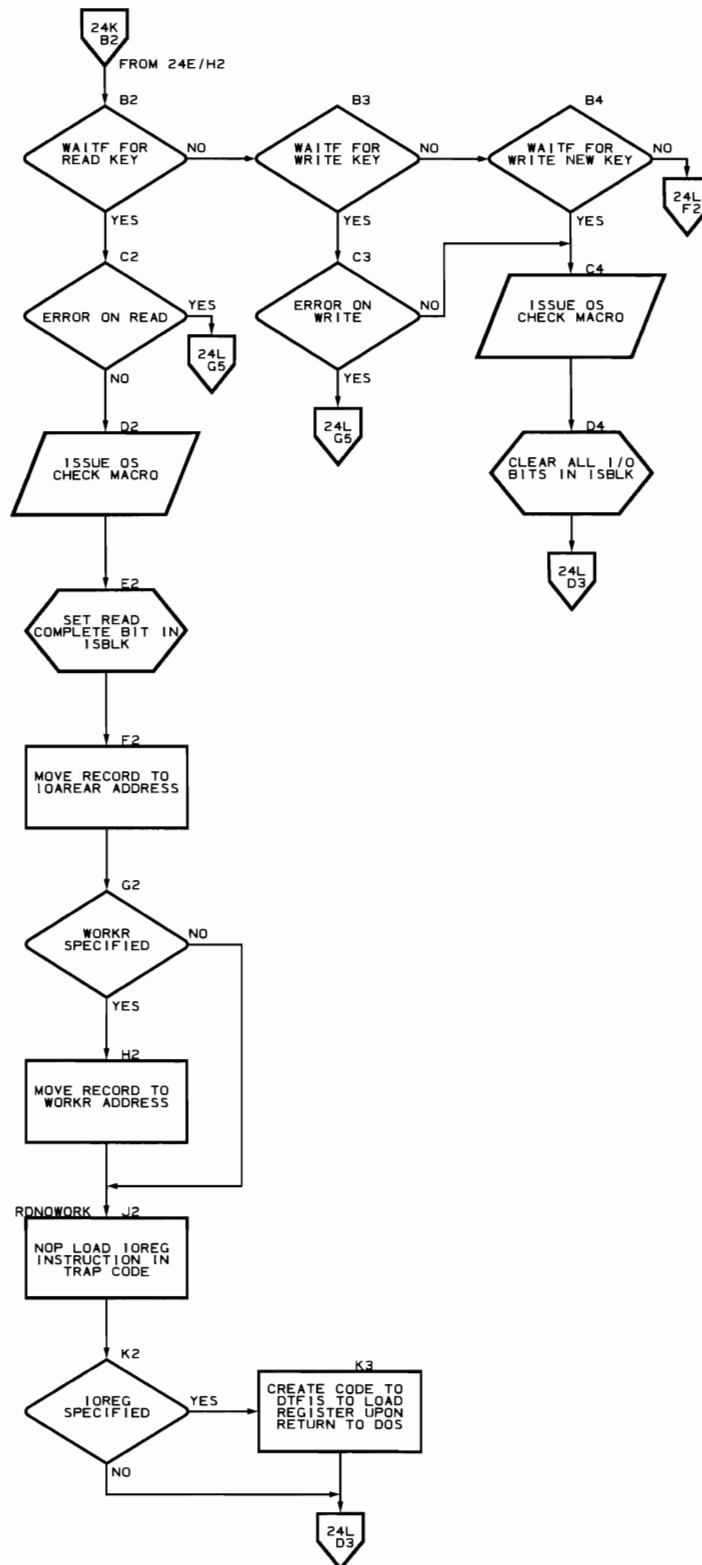 24K
B2
FROM 24E/H2
B2
WAITF FOR
READ KEY
NO
YES
B3
WAITF FOR
WRITE KEY
NO
YES
B4
WAITF FOR
WRITE NEW KEY
NO
YES
24L
F2
C2
ERROR ON READ
YES
NO
24L
G5
C3
ERROR ON
WRITE
NO
YES
24L
G5
C4
ISSUE OS
CHECK MACRO
D2
ISSUE OS
CHECK MACRO
D4
CLEAR ALL I/O
BITS IN ISBLK
24L
D3
E2
SET READ
COMPLETE BIT IN
ISBLK
F2
MOVE RECORD TO
IOAREAR ADDRESS
G2
WORKR
SPECIFIED
NO
YES
H2
MOVE RECORD TO
WORKR ADDRESS
RDNOWORK
J2
NOP LOAD IOREG
INSTRUCTION IN
TRAP CODE
K2
IOREG
SPECIFIED
YES
NO
K3
CREATE CODE TO
DTFIS TO LOAD
REGISTER UPON
RETURN TO DOS
24L
D3